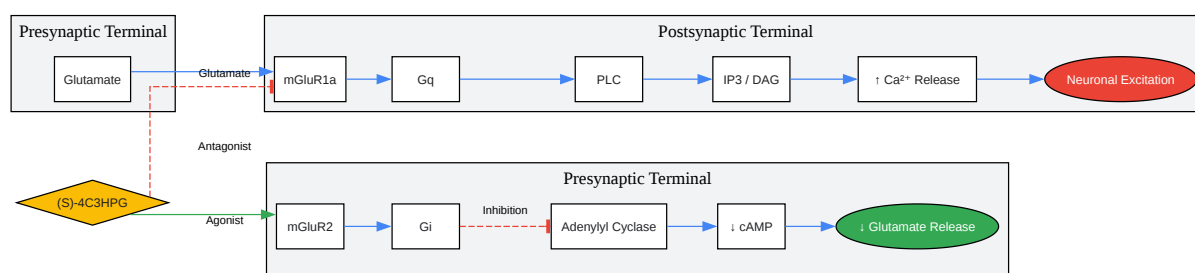 Presynaptic Terminal
Postsynaptic Terminal
Glutamate
Glutamate
mGluR1a
Gq
PLC
IP3 / DAG
↑ Ca²⁺ Release
Neuronal Excitation
Antagonist
Presynaptic Terminal
(S)-4C3HPG
Agonist
mGluR2
Gi
Inhibition
Adenylyl Cyclase
↓ cAMP
↓ Glutamate Release